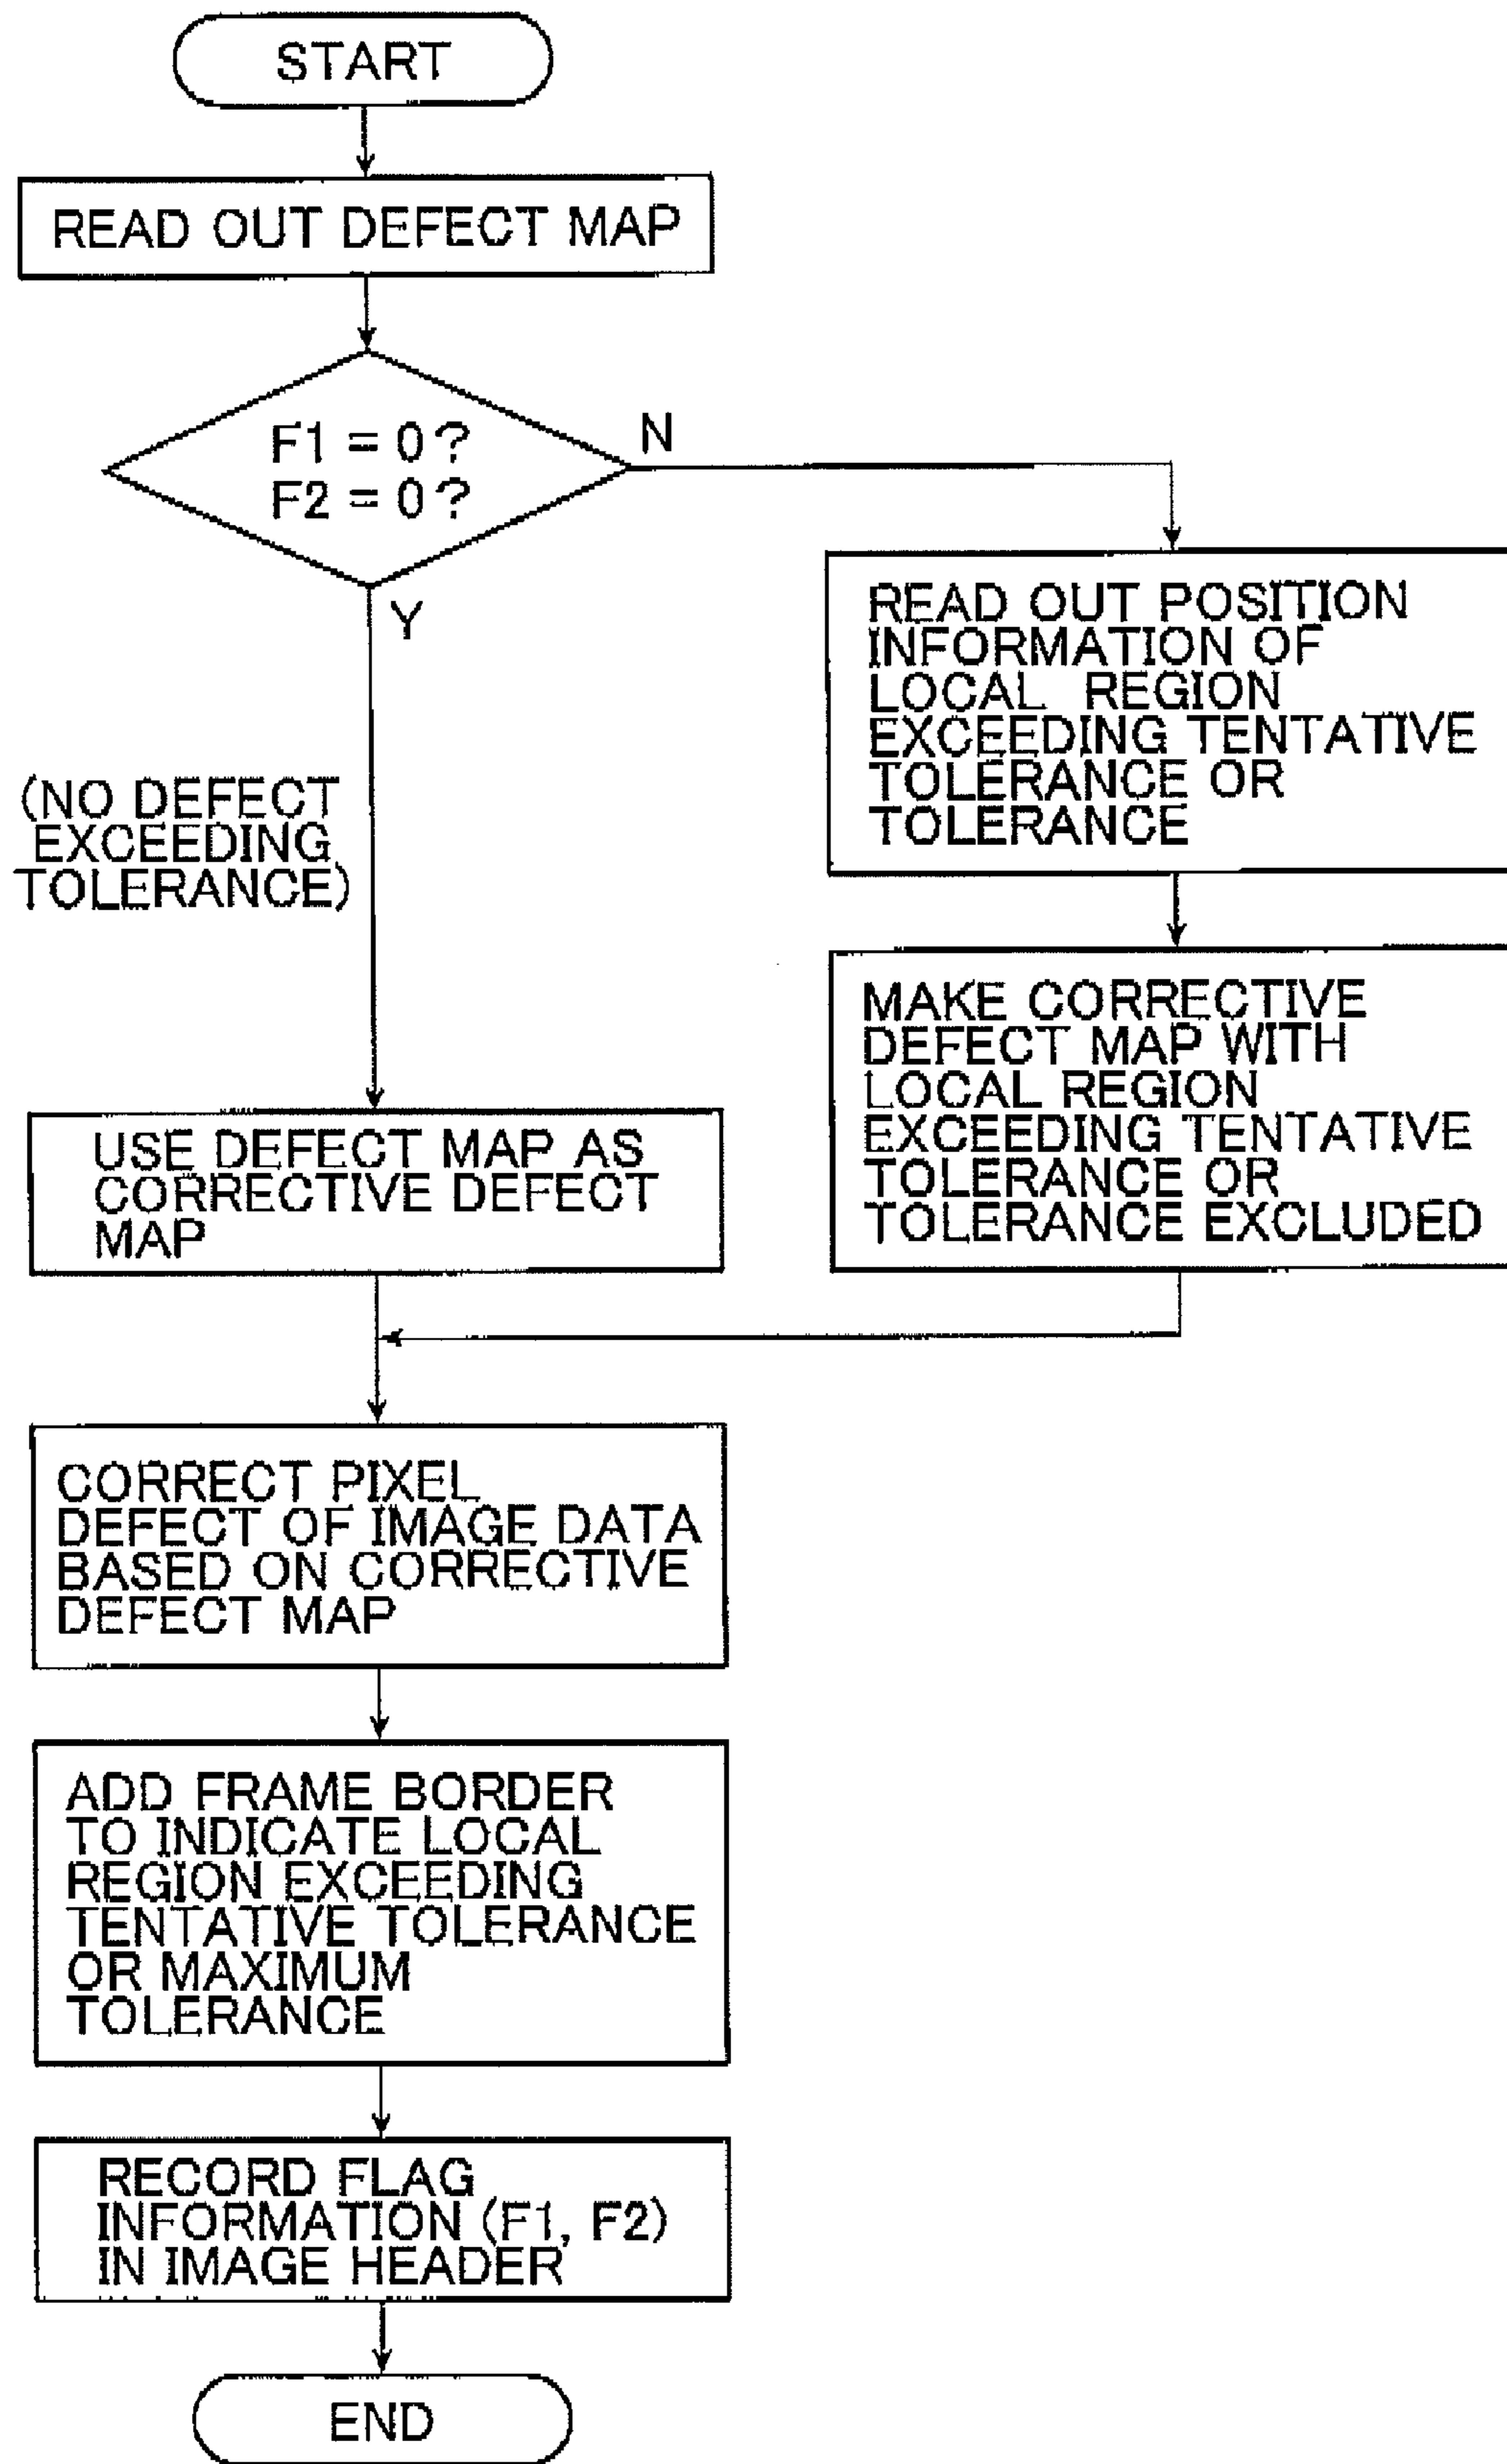 START
READ OUT DEFECT MAP
F1 = 0 ?
F2 = 0 ?
N
Y
READ OUT POSITION
INFORMATION OF
LOCAL REGION
EXCEEDING TENTATIVE
TOLERANCE OR
TOLERANCE
(NO DEFECT
EXCEEDING
TOLERANCE)
MAKE CORRECTIVE
DEFECT MAP WITH
LOCAL REGION
EXCEEDING TENTATIVE
TOLERANCE OR
TOLERANCE EXCLUDED
USE DEFECT MAP AS
CORRECTIVE DEFECT
MAP
CORRECT PIXEL
DEFECT OF IMAGE DATA
BASED ON CORRECTIVE
DEFECT MAP
ADD FRAME BORDER
TO INDICATE LOCAL
REGION EXCEEDING
TENTATIVE TOLERANCE
OR MAXIMUM
TOLERANCE
RECORD FLAG
INFORMATION (F1, F2)
IN IMAGE HEADER
END